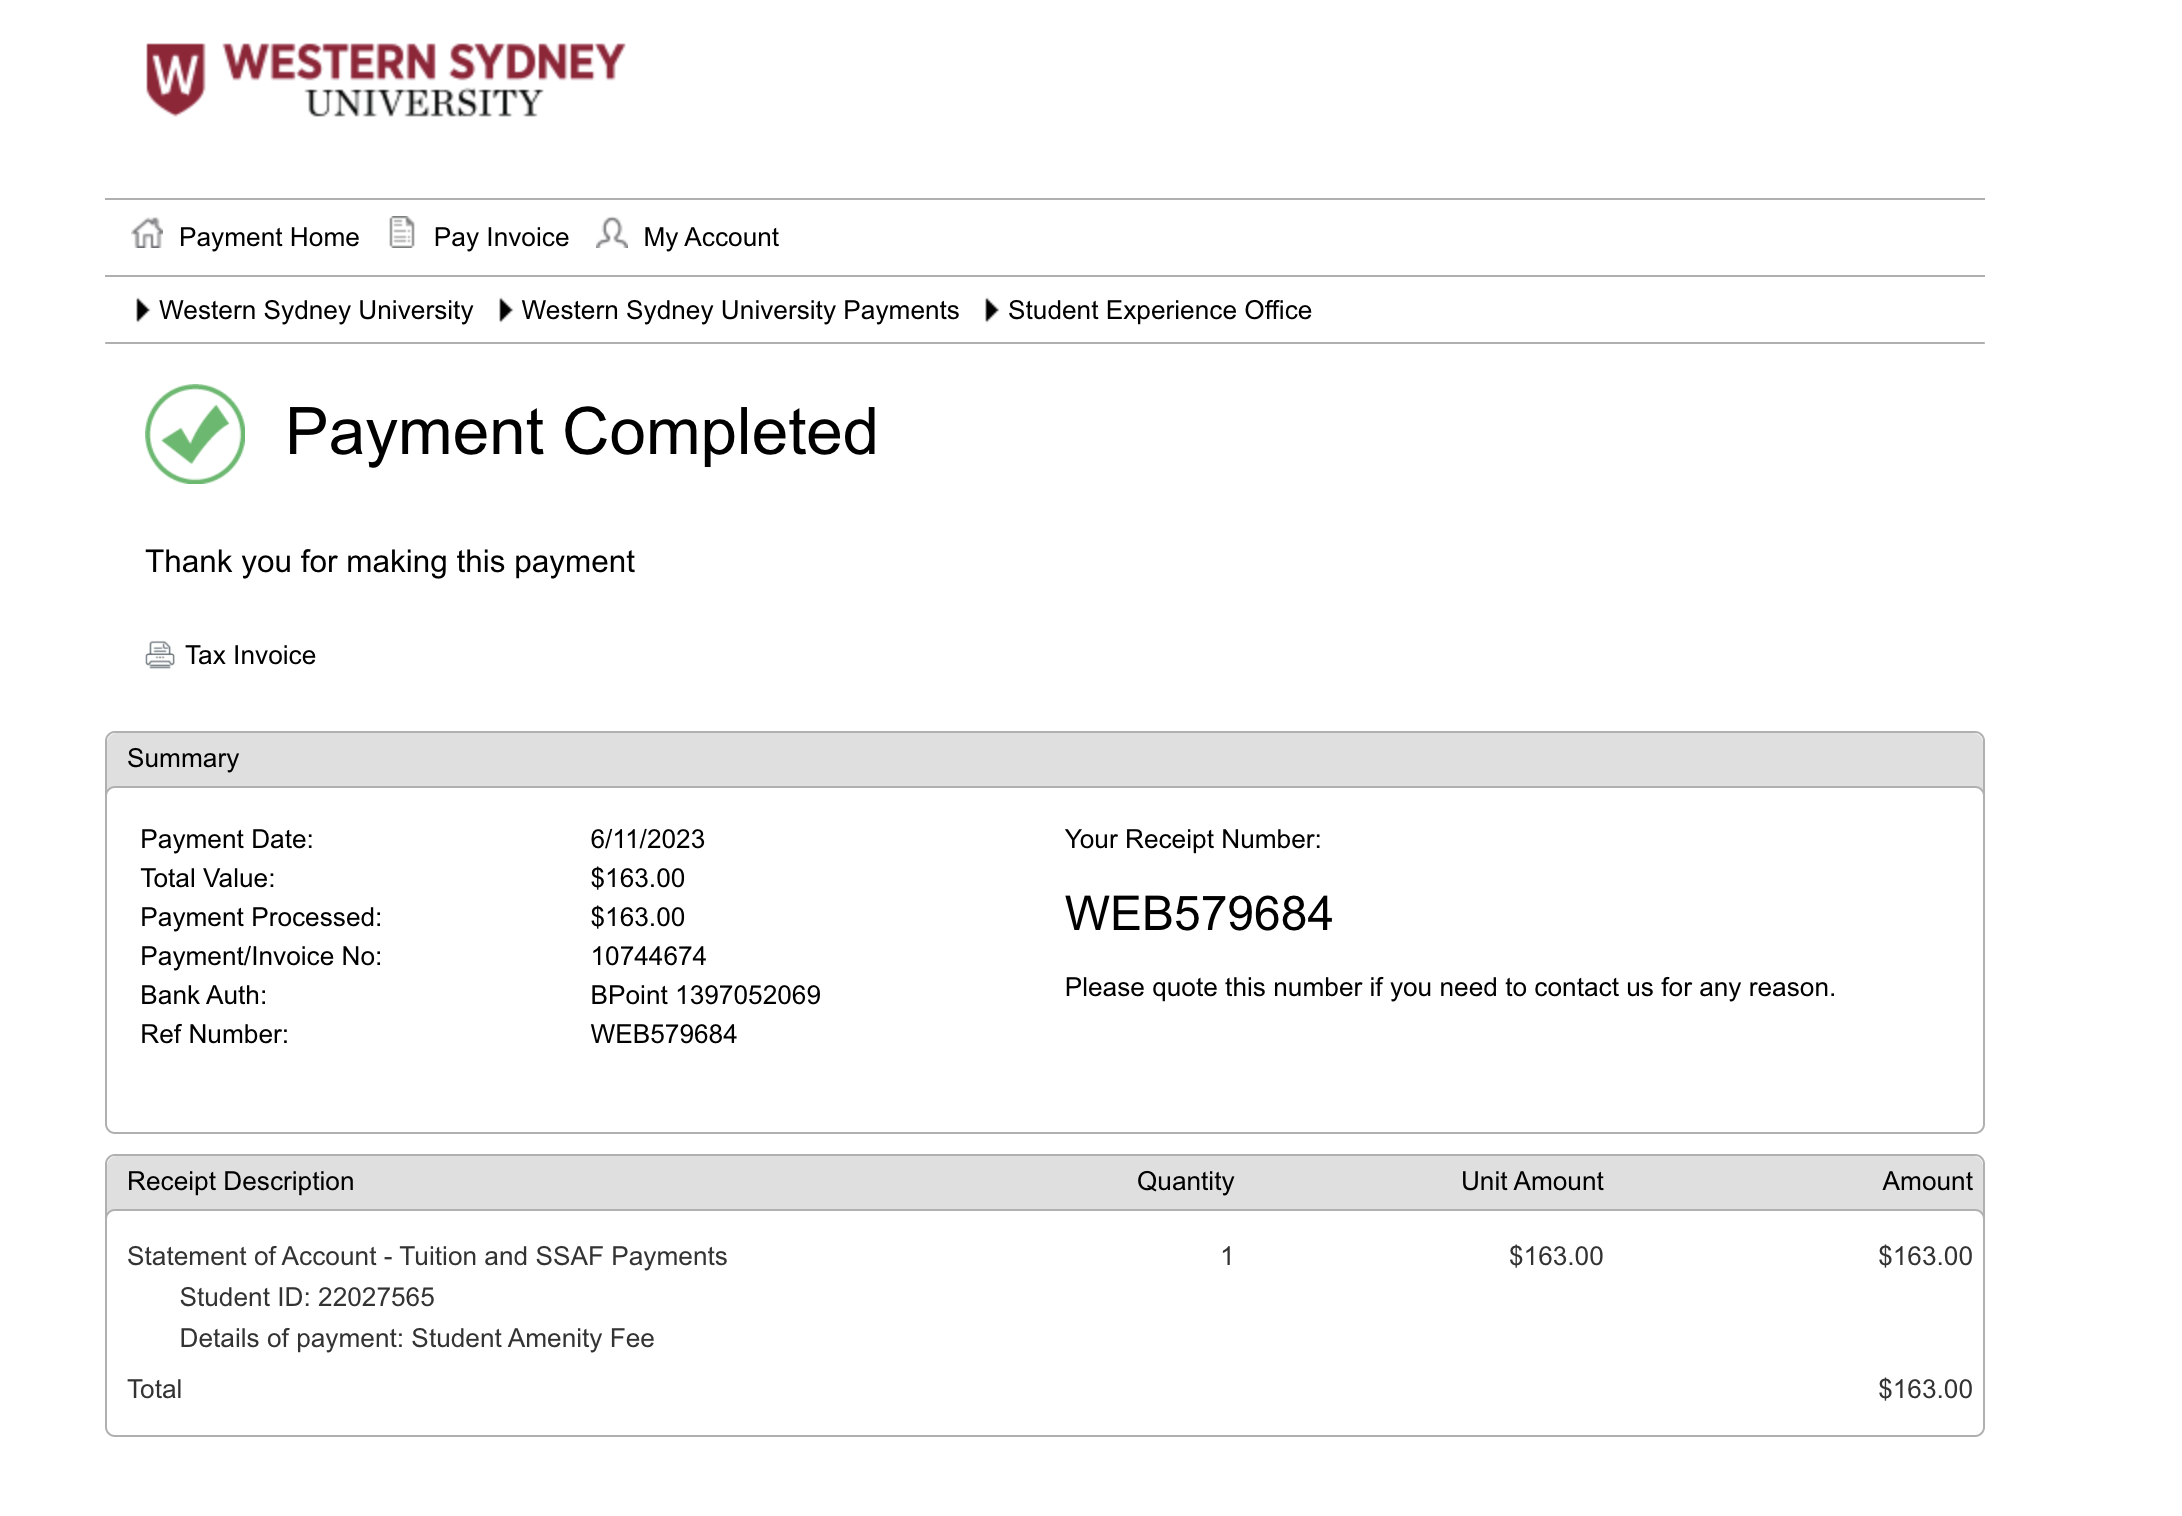 W WESTERN SYDNEY
UNIVERSITY
Payment Home Pay Invoice My Account
Western Sydney University Western Sydney University Payments Student Experience Office
Payment Completed
Thank you for making this payment
Tax Invoice
Summary
Payment Date: 6/11/2023 Your Receipt Number:
Total Value: $163.00
Payment Processed: $163.00 WEB579684
Payment/Invoice No: 10744674
Bank Auth: BPoint 1397052069 Please quote this number if you need to contact us for any reason.
Ref Number: WEB579684
Receipt Description Quantity Unit Amount Amount
Statement of Account - Tuition and SSAF Payments 1 $163.00 $163.00
Student ID: 22027565
Details of payment: Student Amenity Fee
Total $163.00